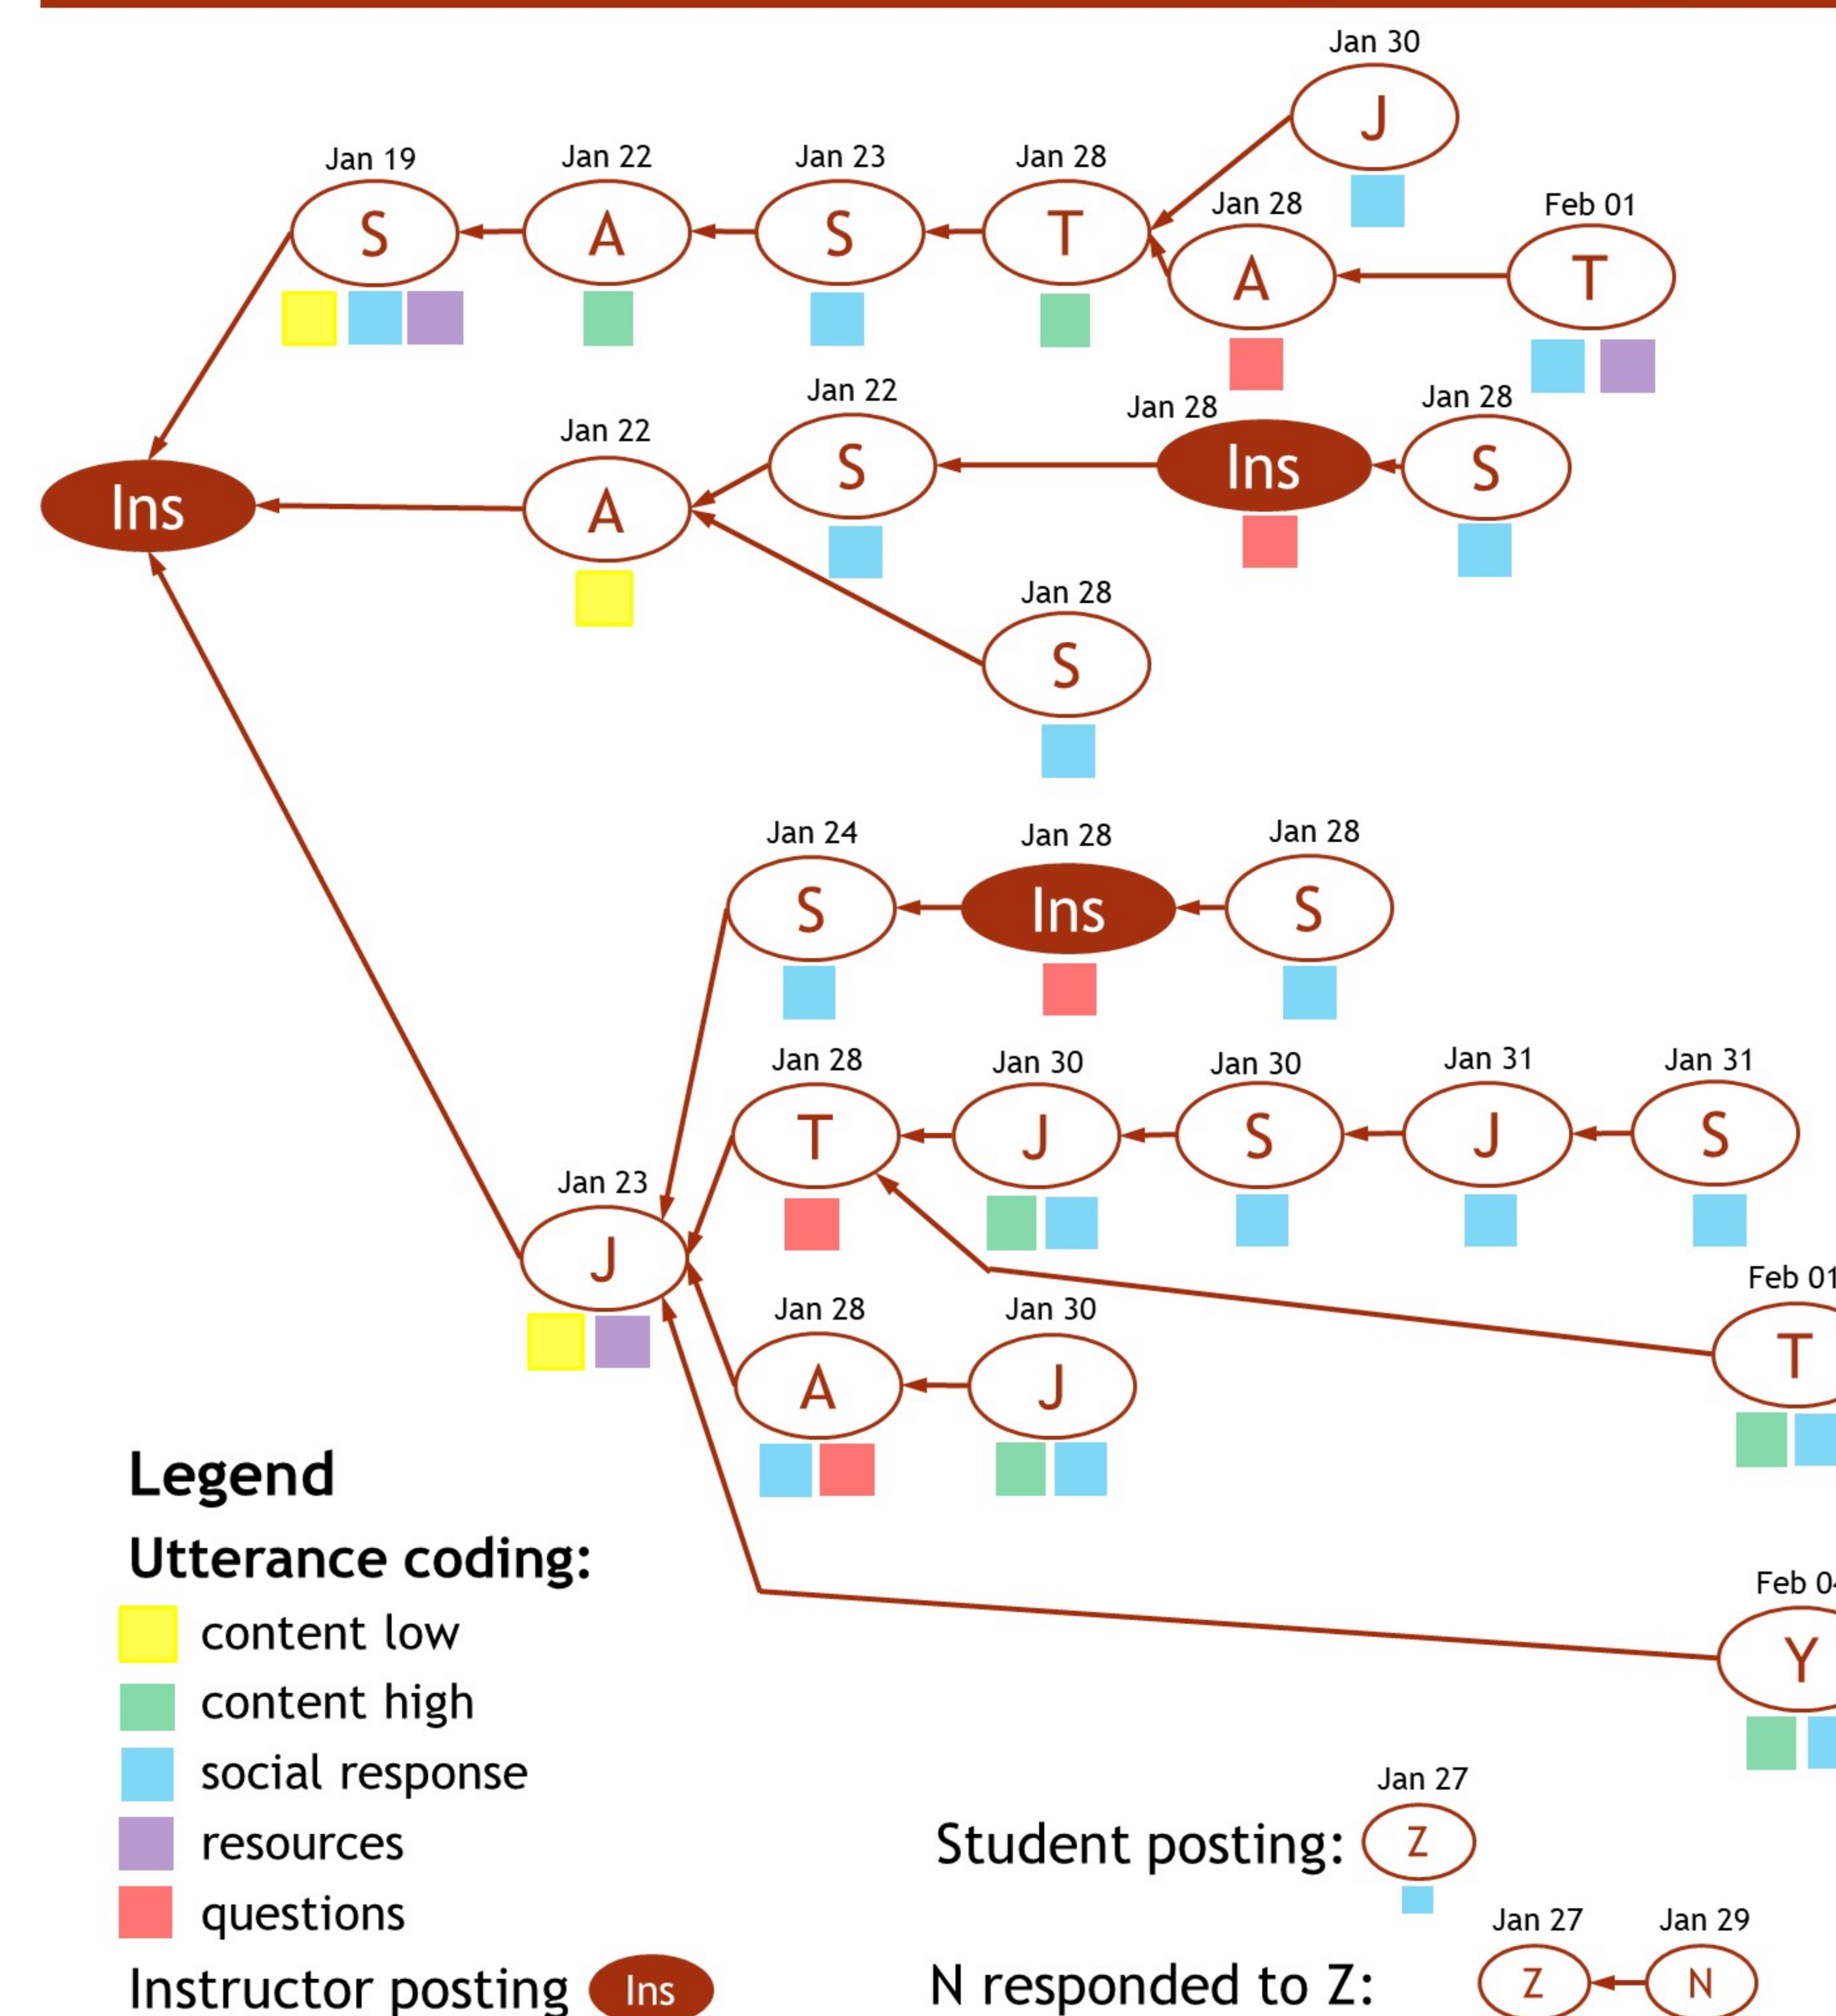 Jan 30
J
Jan 19
Jan 22
Jan 23
Jan 28
S
A
S
T
Jan 28
Feb 01
A
T
Jan 22
Jan 28
Jan 28
Jan 22
S
Ins
S
Ins
A
Jan 28
S
Jan 24
Jan 28
Jan 28
S
Ins
S
Jan 28
Jan 30
Jan 30
Jan 31
Jan 31
T
J
S
J
S
Jan 23
J
Feb 01
T
Jan 28
Jan 30
A
J
Legend
Utterance coding:
content low
content high
social response
resources
questions
Instructor posting Ins
Feb
Y
Jan 27
Student posting: Z
Jan 27
Jan 29
N responded to Z: Z N